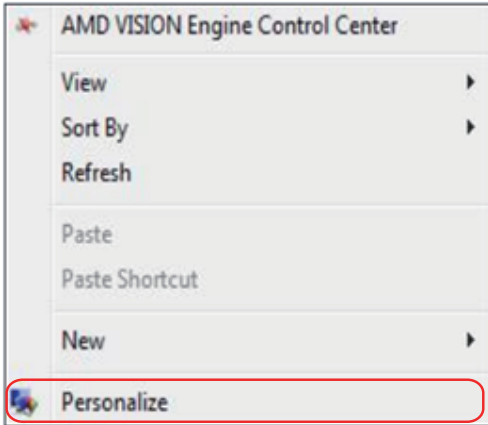 AMD VISION Engine Control Center
View
Sort By
Refresh
Paste
Paste Shortcut
New
Personalize